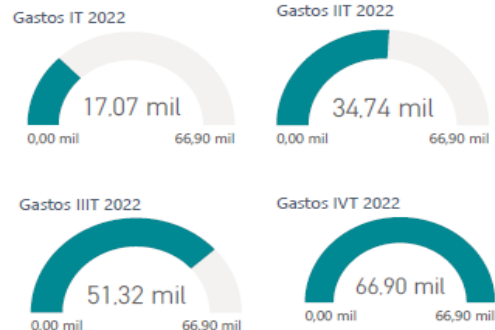 Gastos IT 2022
17,07 mil
0,00 mil 66,90 mil
Gastos IIT 2022
34,74 mil
0,00 mil 66,90 mil
Gastos IIIT 2022
51,32 mil
0,00 mil 66,90 mil
Gastos IVT 2022
66,90 mil
0,00 mil 66,90 mil